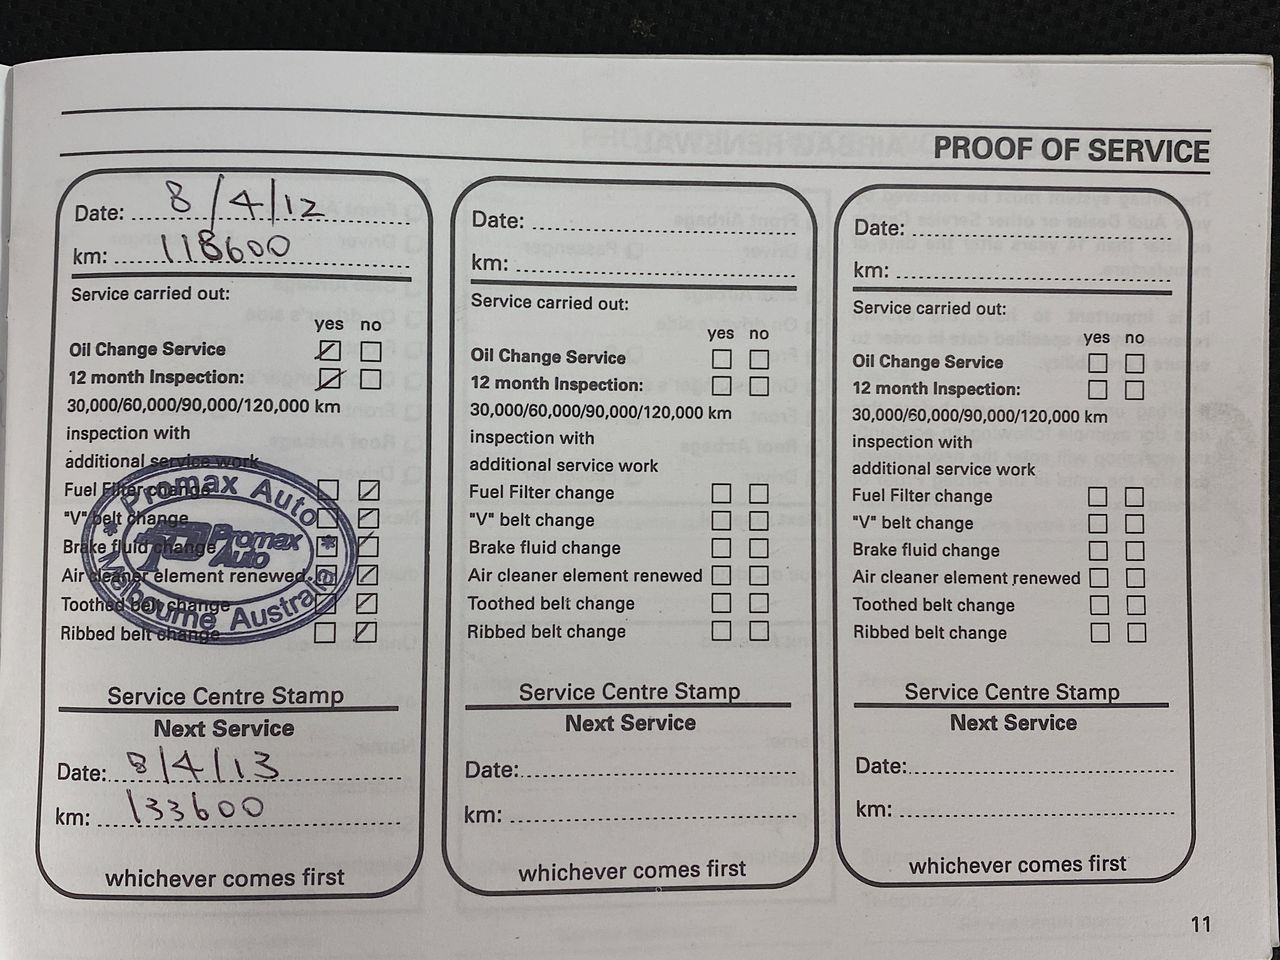 PROOF OF SERVICE
Date: 8/4/12
km: 118600
Service carried out:
yes no
Oil Change Service
12 month Inspection:
30,000/60,000/90,000/120,000 km
inspection with
additional service work
Fuel Filter change
"V" belt change
Brake fluid change
Air cleaner element renewed
Toothed belt change
Ribbed belt change
Promax Auto
Promax
Auto
Melbourne Australia
Service Centre Stamp
Next Service
Date: 8/4/13
km: 133600
whichever comes first
Date:
km:
Service carried out:
yes no
Oil Change Service
12 month Inspection:
30,000/60,000/90,000/120,000 km
inspection with
additional service work
Fuel Filter change
"V" belt change
Brake fluid change
Air cleaner element renewed
Toothed belt change
Ribbed belt change
Service Centre Stamp
Next Service
Date:
km:
whichever comes first
Date:
km:
Service carried out:
yes no
Oil Change Service
12 month Inspection:
30,000/60,000/90,000/120,000 km
inspection with
additional service work
Fuel Filter change
"V" belt change
Brake fluid change
Air cleaner element renewed
Toothed belt change
Ribbed belt change
Service Centre Stamp
Next Service
Date:
km:
whichever comes first
11